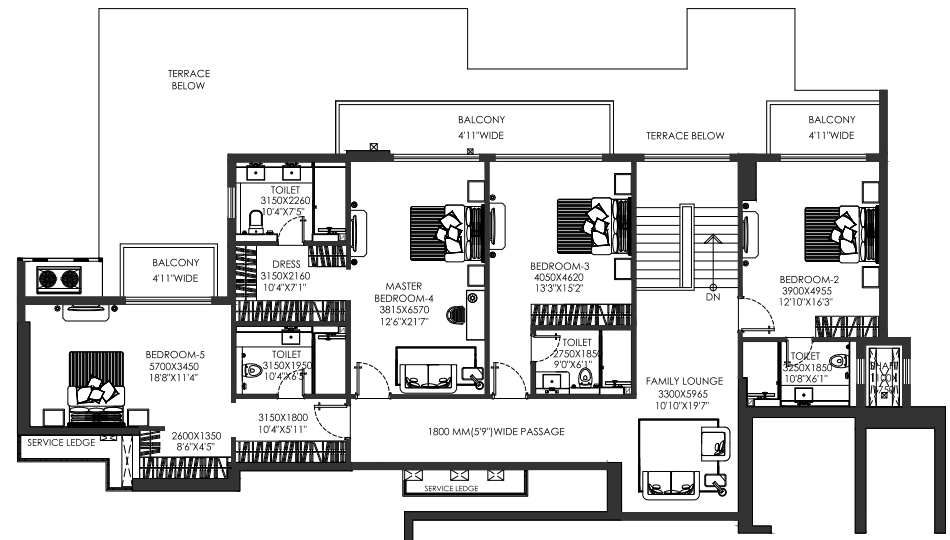 TERRACE
BELOW
BALCONY
4'11"WIDE
TERRACE BELOW
BALCONY
4'11"WIDE
TOILET
3150X2260
10'4"X7'5"
BALCONY
4'11"WIDE
DRESS
3150X2160
10'4"X7'1"
MASTER
BEDROOM-4
3815X6570
12'6"X21'7"
BEDROOM-3
4050X4620
13'3"X15'2"
DN
BEDROOM-2
3900X4955
12'10"X16'3"
BEDROOM-5
5700X3450
18'8"X11'4"
TOILET
3150X1950
10'4"X6'5"
TOILET
2750X1850
9'0"X6'1"
TOILET
3250X1850
10'8"X6'1"
SHAFT
1100X
1750
FAMILY LOUNGE
3300X5965
10'10"X19'7"
3150X1800
10'4"X5'11"
1800 MM(5'9")WIDE PASSAGE
2600X1350
8'6"X4'5"
SERVICE LEDGE
SERVICE LEDGE